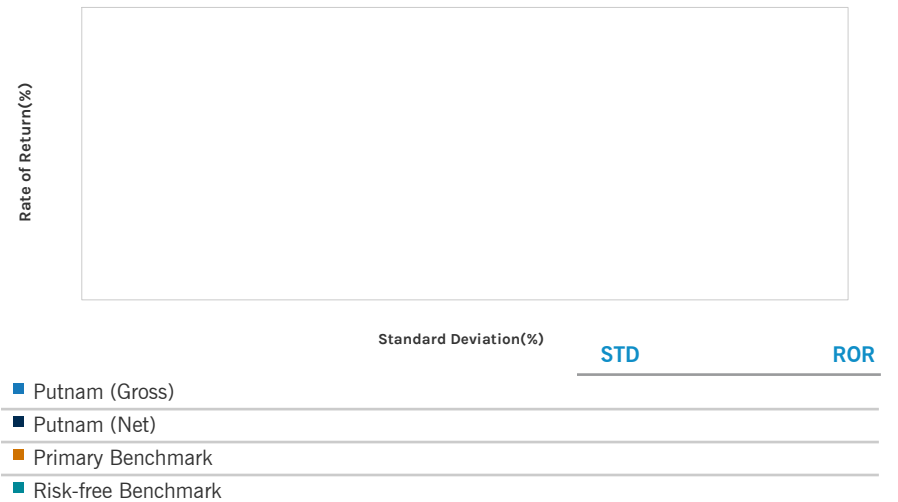 Rate of Return(%)
Standard Deviation(%)
STD ROR
Putnam (Gross)
Putnam (Net)
Primary Benchmark
Risk-free Benchmark